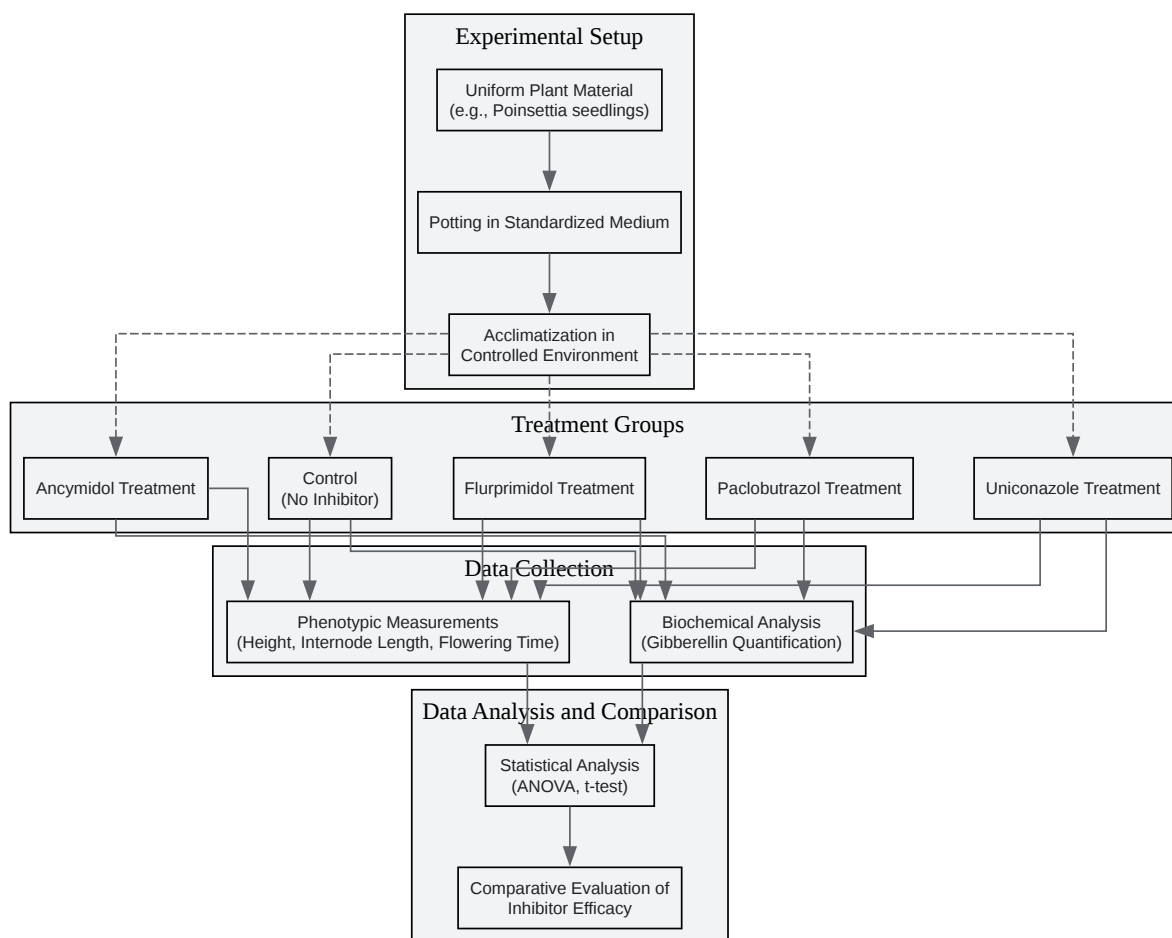 Experimental Setup
Uniform Plant Material
(e.g., Poinsettia seedlings)
Potting in Standardized Medium
Acclimatization in
Controlled Environment
Treatment Groups
Ancymidol Treatment
Control
(No Inhibitor)
Flurprimidol Treatment
Paclobutrazol Treatment
Uniconazole Treatment
Data Collection
Phenotypic Measurements
(Height, Internode Length, Flowering Time)
Biochemical Analysis
(Gibberellin Quantification)
Data Analysis and Comparison
Statistical Analysis
(ANOVA, t-test)
Comparative Evaluation of
Inhibitor Efficacy